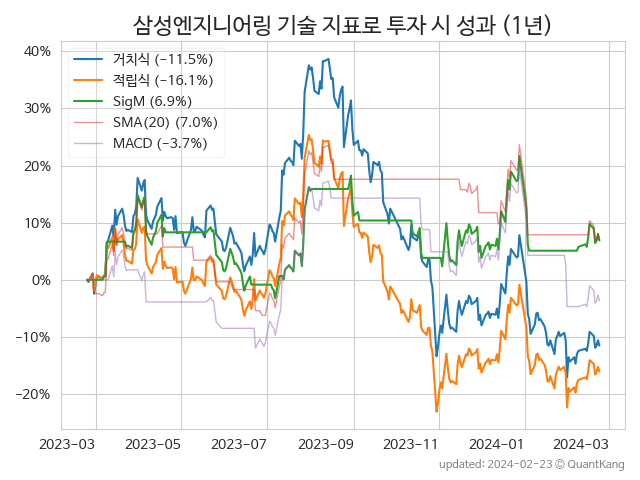 삼성엔지니어링 기술 지표로 투자 시 성과 (1년)
40%
30%
20%
10%
0%
−10%
−20%
거치식 (−11.5%)
적립식 (−16.1%)
SigM (6.9%)
SMA(20) (7.0%)
MACD (−3.7%)
2023-03 2023-05 2023-07 2023-09 2023-11 2024-01 2024-03
updated: 2024-02-23 ⓒ QuantKang